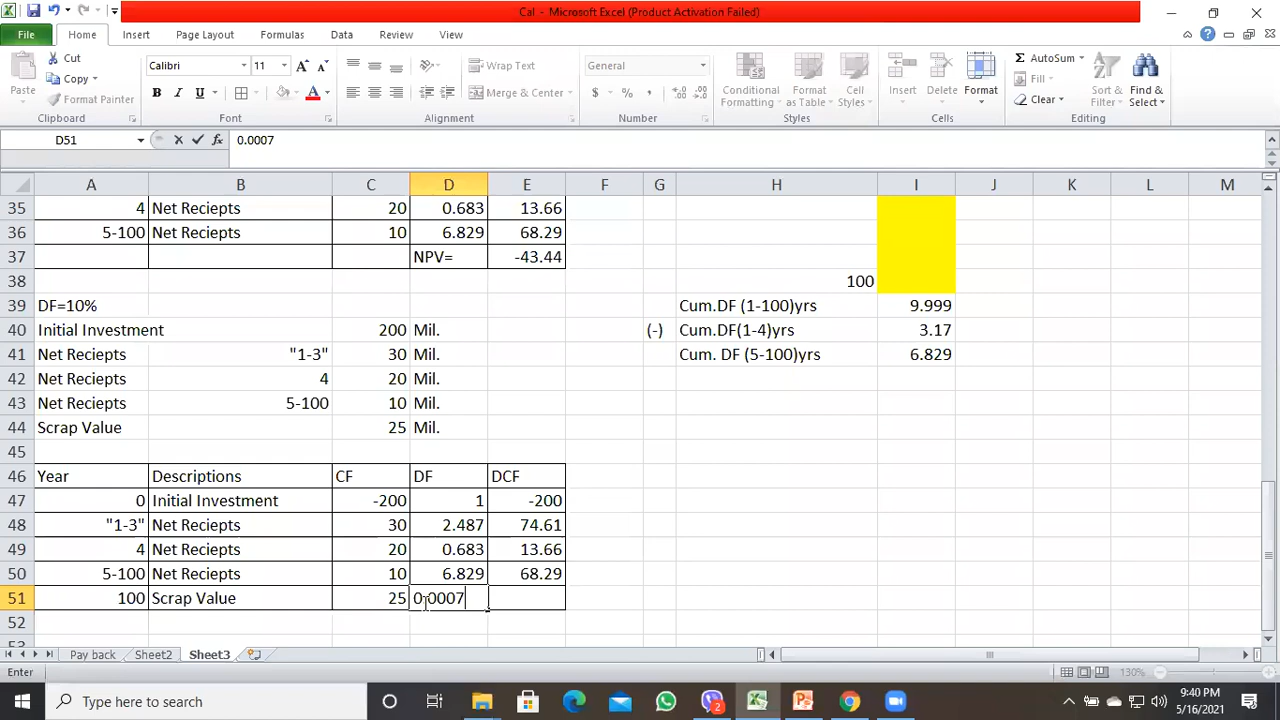 Cal - Microsoft Excel (Product Activation Failed)
File Home Insert Page Layout Formulas Data Review View
Paste Cut Copy Format Painter Clipboard
Calibri 11 B I U A Font
Wrap Text Merge & Center Alignment
General $ % , Number
Conditional Formatting Format as Table Cell Styles Styles
Insert Delete Format Cells
Σ AutoSum Fill Clear Sort & Filter Find & Select Editing
D51 fx 0.0007
A B C D E F G H I J K L M
35 4 Net Reciepts 20 0.683 13.66
36 5-100 Net Reciepts 10 6.829 68.29
37 NPV= -43.44
38 100
39 DF=10% Cum.DF (1-100)yrs 9.999
40 Initial Investment 200 Mil. (-) Cum.DF(1-4)yrs 3.17
41 Net Reciepts "1-3" 30 Mil. Cum. DF (5-100)yrs 6.829
42 Net Reciepts 4 20 Mil.
43 Net Reciepts 5-100 10 Mil.
44 Scrap Value 25 Mil.
45
46 Year Descriptions CF DF DCF
47 0 Initial Investment -200 1 -200
48 "1-3" Net Reciepts 30 2.487 74.61
49 4 Net Reciepts 20 0.683 13.66
50 5-100 Net Reciepts 10 6.829 68.29
51 100 Scrap Value 25 0.0007
52
53
Pay back Sheet2 Sheet3
Enter 130%
Type here to search 2 9:40 PM
5/16/2021